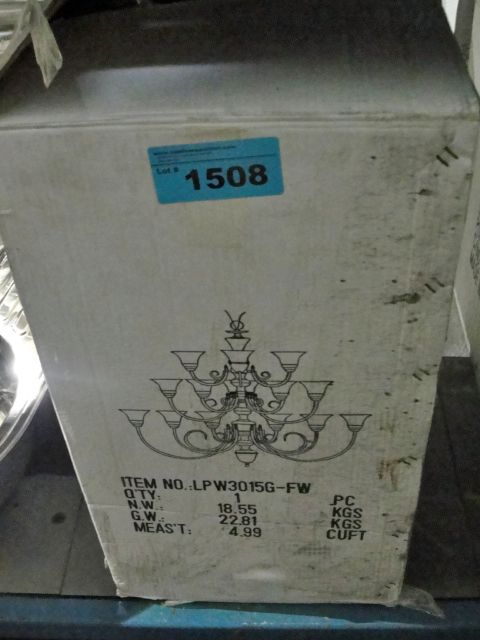 Lot # 1508
ITEM NO.:LPW3015G-FW
Q'TY: 1 PC
N.W.: 18.55 KGS
G.W.: 22.81 KGS
MEAS'T: 4.99 CUFT